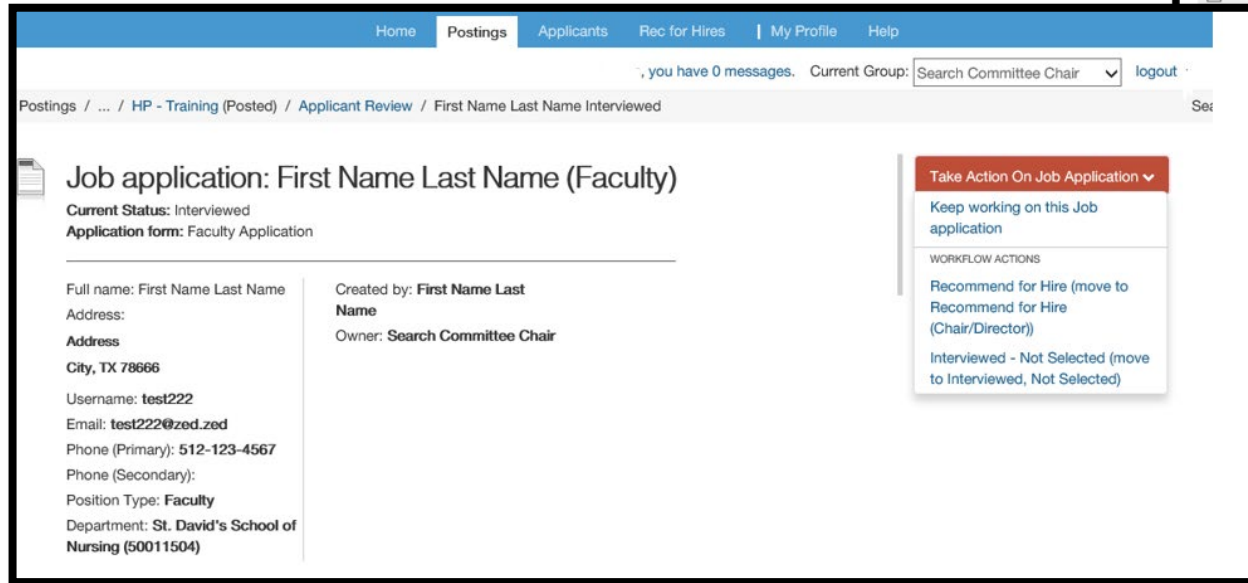 Home Postings Applicants Rec for Hires | My Profile Help
, you have 0 messages. Current Group: Search Committee Chair logout
Postings / ... / HP - Training (Posted) / Applicant Review / First Name Last Name Interviewed
Job application: First Name Last Name (Faculty)
Current Status: Interviewed
Application form: Faculty Application
Full name: First Name Last Name
Address:
Address
City, TX 78666
Username: test222
Email: test222@zed.zed
Phone (Primary): 512-123-4567
Phone (Secondary):
Position Type: Faculty
Department: St. David's School of
Nursing (50011504)
Created by: First Name Last
Name
Owner: Search Committee Chair
Take Action On Job Application
Keep working on this Job
application
WORKFLOW ACTIONS
Recommend for Hire (move to
Recommend for Hire
(Chair/Director))
Interviewed - Not Selected (move
to Interviewed, Not Selected)